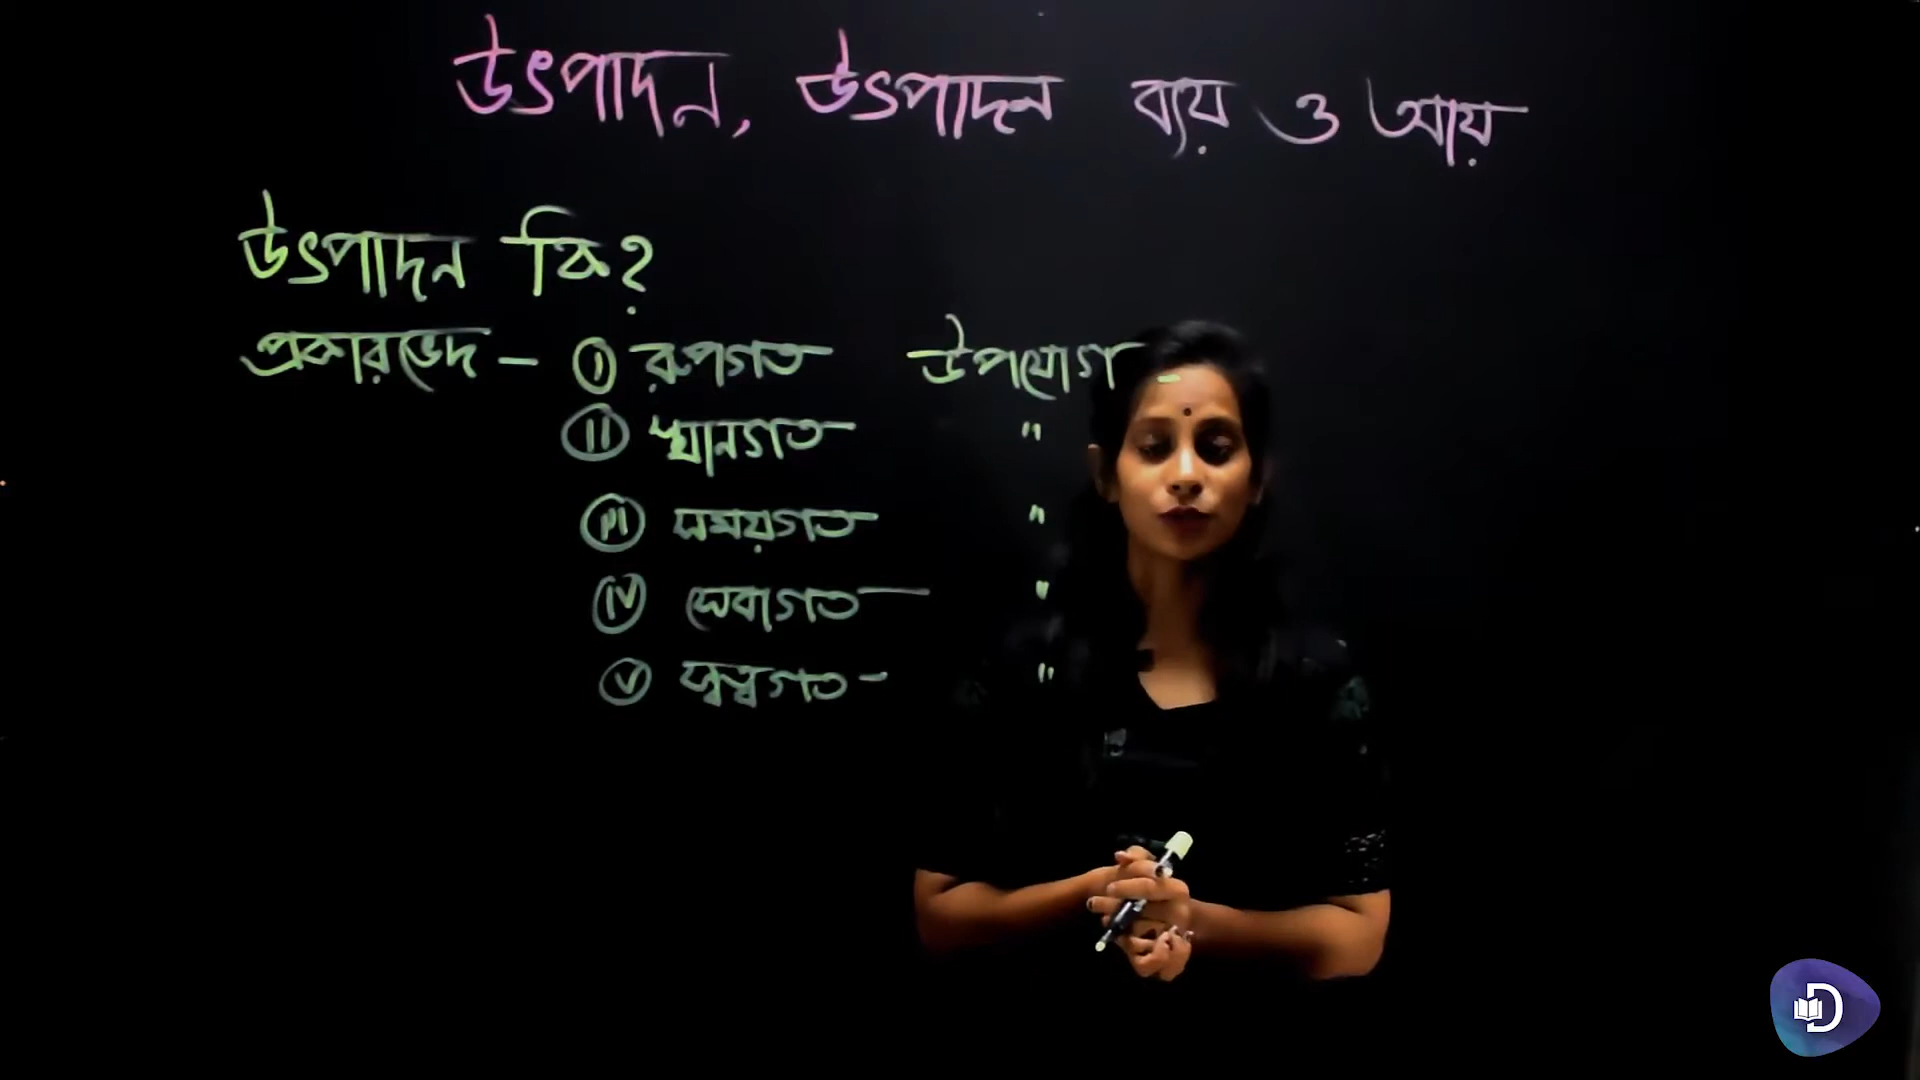 উৎপাদন, উৎপাদন ব্যয় ও আয়
উৎপাদন কি?
প্রকারভেদ - (i) রুপগত উপযোগ -
(ii) স্থানগত "
(iii) সময়গত "
(iv) সেবাগত "
(v) স্বত্বগত - "
D